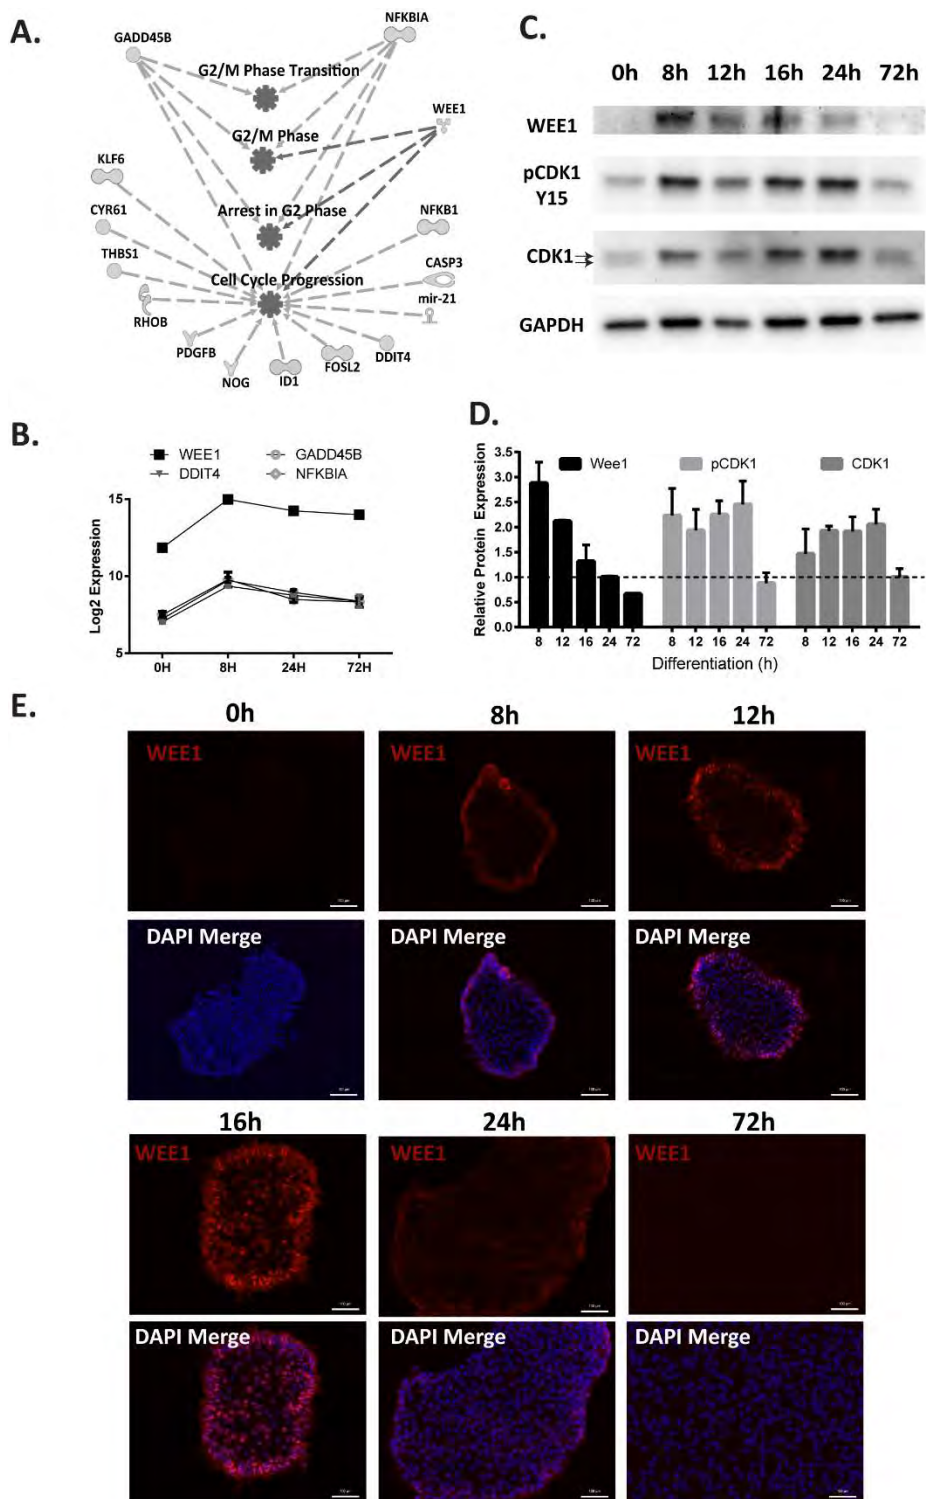 A.
NFKBIA
GADD45B
G2/M Phase Transition
WEE1
G2/M Phase
KLF6
Arrest in G2 Phase
CYR61
NFKB1
THBS1
Cell Cycle Progression
CASP3
mir-21
RHOB
PDGFB
DDIT4
FOSL2
NOG
ID1
C.
0h 8h 12h 16h 24h 72h
WEE1
pCDK1
Y15
CDK1
GAPDH
B.
WEE1 GADD45B
DDIT4 NFKBIA
Log2 Expression
15
10
5
0H 8H 24H 72H
D.
Wee1 pCDK1 CDK1
Relative Protein Expression
3.5
3.0
2.5
2.0
1.5
1.0
0.5
0.0
8 12 16 24 72 8 12 16 24 72 8 12 16 24 72
Differentiation (h)
E.
0h 8h 12h
WEE1 WEE1 WEE1
DAPI Merge DAPI Merge DAPI Merge
16h 24h 72h
WEE1 WEE1 WEE1
DAPI Merge DAPI Merge DAPI Merge